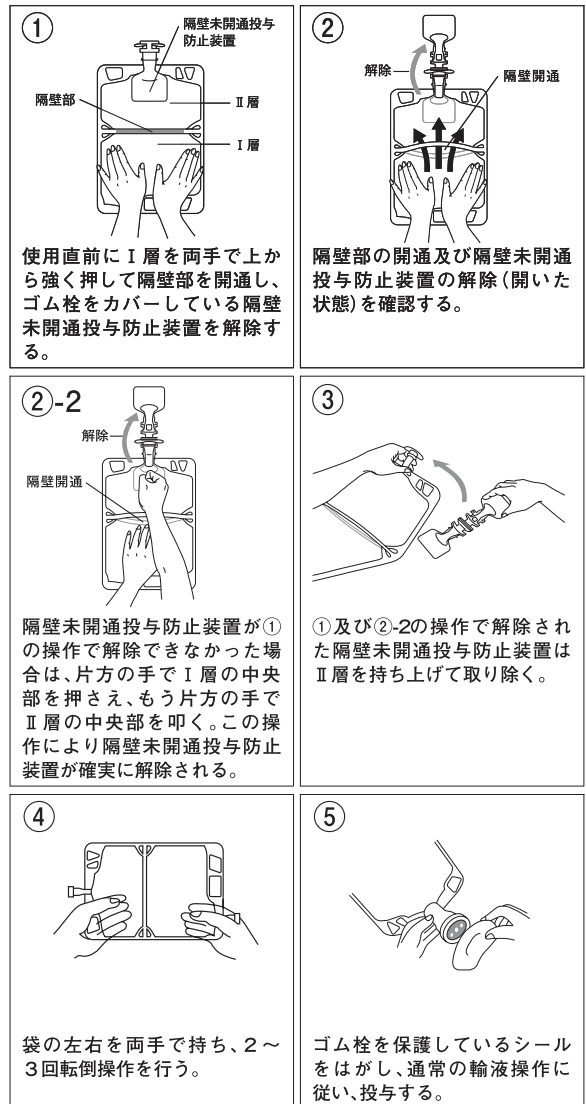 ①
隔壁未開通投与
防止装置
隔壁部
Ⅱ層
Ⅰ層
使用直前にⅠ層を両手で上か
ら強く押して隔壁部を開通し、
ゴム栓をカバーしている隔壁
未開通投与防止装置を解除す
る。
②
解除
隔壁開通
隔壁部の開通及び隔壁未開通
投与防止装置の解除(開いた
状態)を確認する。
②-2
解除
隔壁開通
隔壁未開通投与防止装置が①
の操作で解除できなかった場
合は、片方の手でⅠ層の中央
部を押さえ、もう片方の手で
Ⅱ層の中央部を叩く。この操
作により隔壁未開通投与防止
装置が確実に解除される。
③
①及び②-2の操作で解除され
た隔壁未開通投与防止装置は
Ⅱ層を持ち上げて取り除く。
④
袋の左右を両手で持ち、2～
3回転倒操作を行う。
⑤
ゴム栓を保護しているシール
をはがし、通常の輸液操作に
従い、投与する。